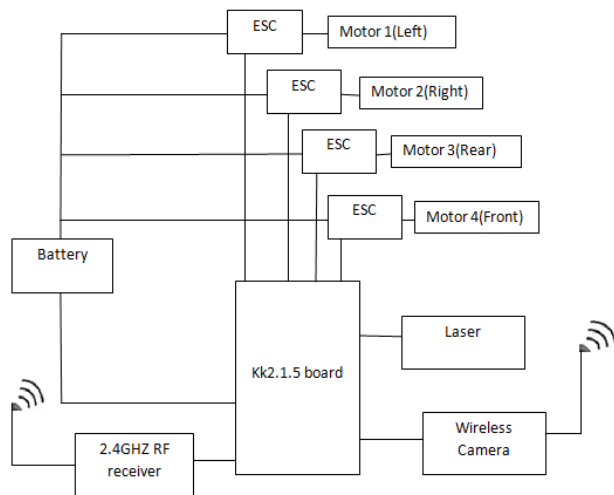 ESC
Motor 1(Left)
ESC
Motor 2(Right)
ESC
Motor 3(Rear)
ESC
Motor 4(Front)
Battery
Kk2.1.5 board
Laser
2.4GHZ RF
receiver
Wireless
Camera